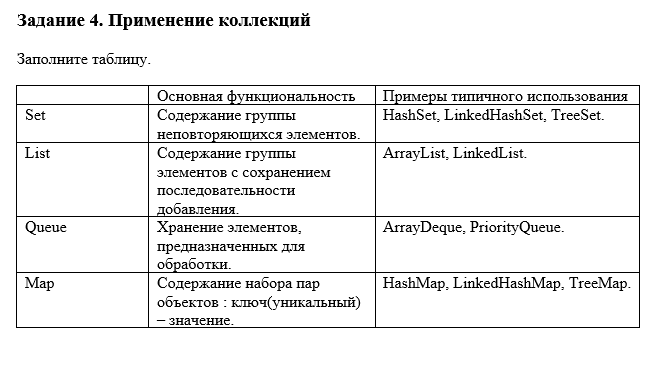 Задание 4. Применение коллекций
Заполните таблицу.
Основная функциональность Примеры типичного использования
Set Содержание группы HashSet, LinkedHashSet, TreeSet.
неповторяющихся элементов.
List Содержание группы ArrayList, LinkedList.
элементов с сохранением
последовательности
добавления.
Queue Хранение элементов, ArrayDeque, PriorityQueue.
предназначенных для
обработки.
Map Содержание набора пар HashMap, LinkedHashMap, TreeMap.
объектов : ключ(уникальный)
– значение.